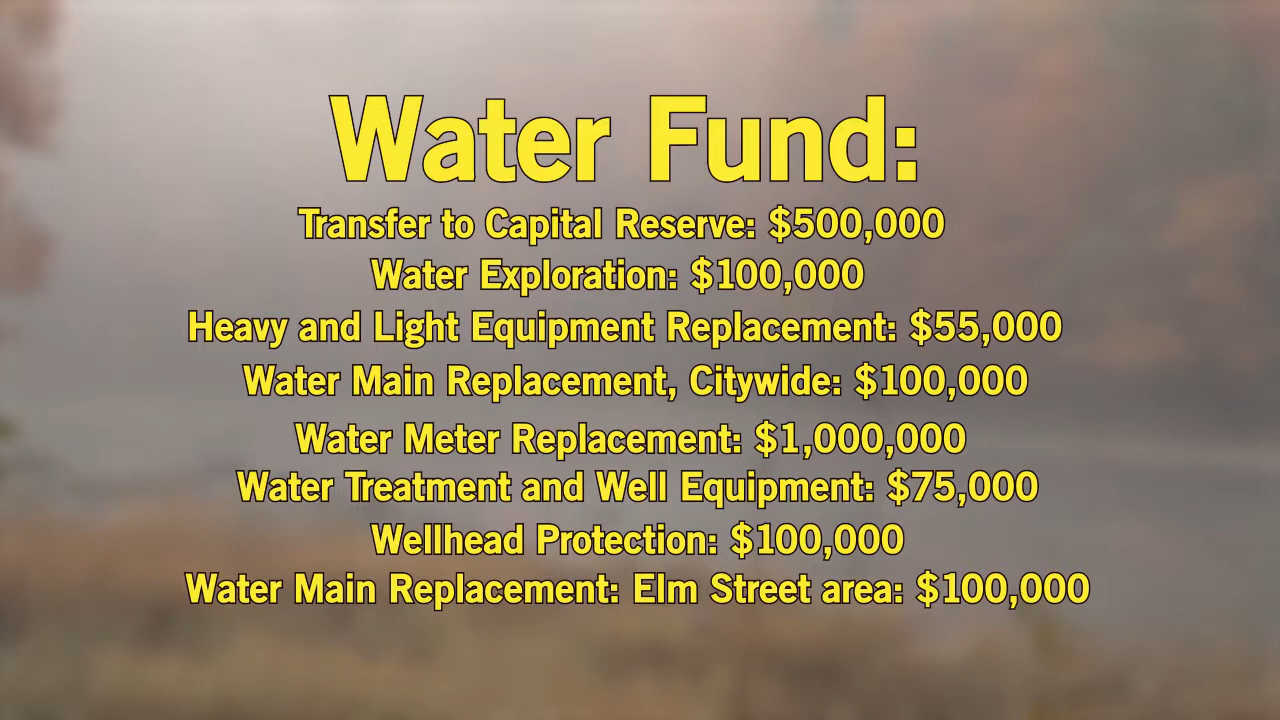 Water Fund:
Transfer to Capital Reserve: $500,000
Water Exploration: $100,000
Heavy and Light Equipment Replacement: $55,000
Water Main Replacement, Citywide: $100,000
Water Meter Replacement: $1,000,000
Water Treatment and Well Equipment: $75,000
Wellhead Protection: $100,000
Water Main Replacement: Elm Street area: $100,000